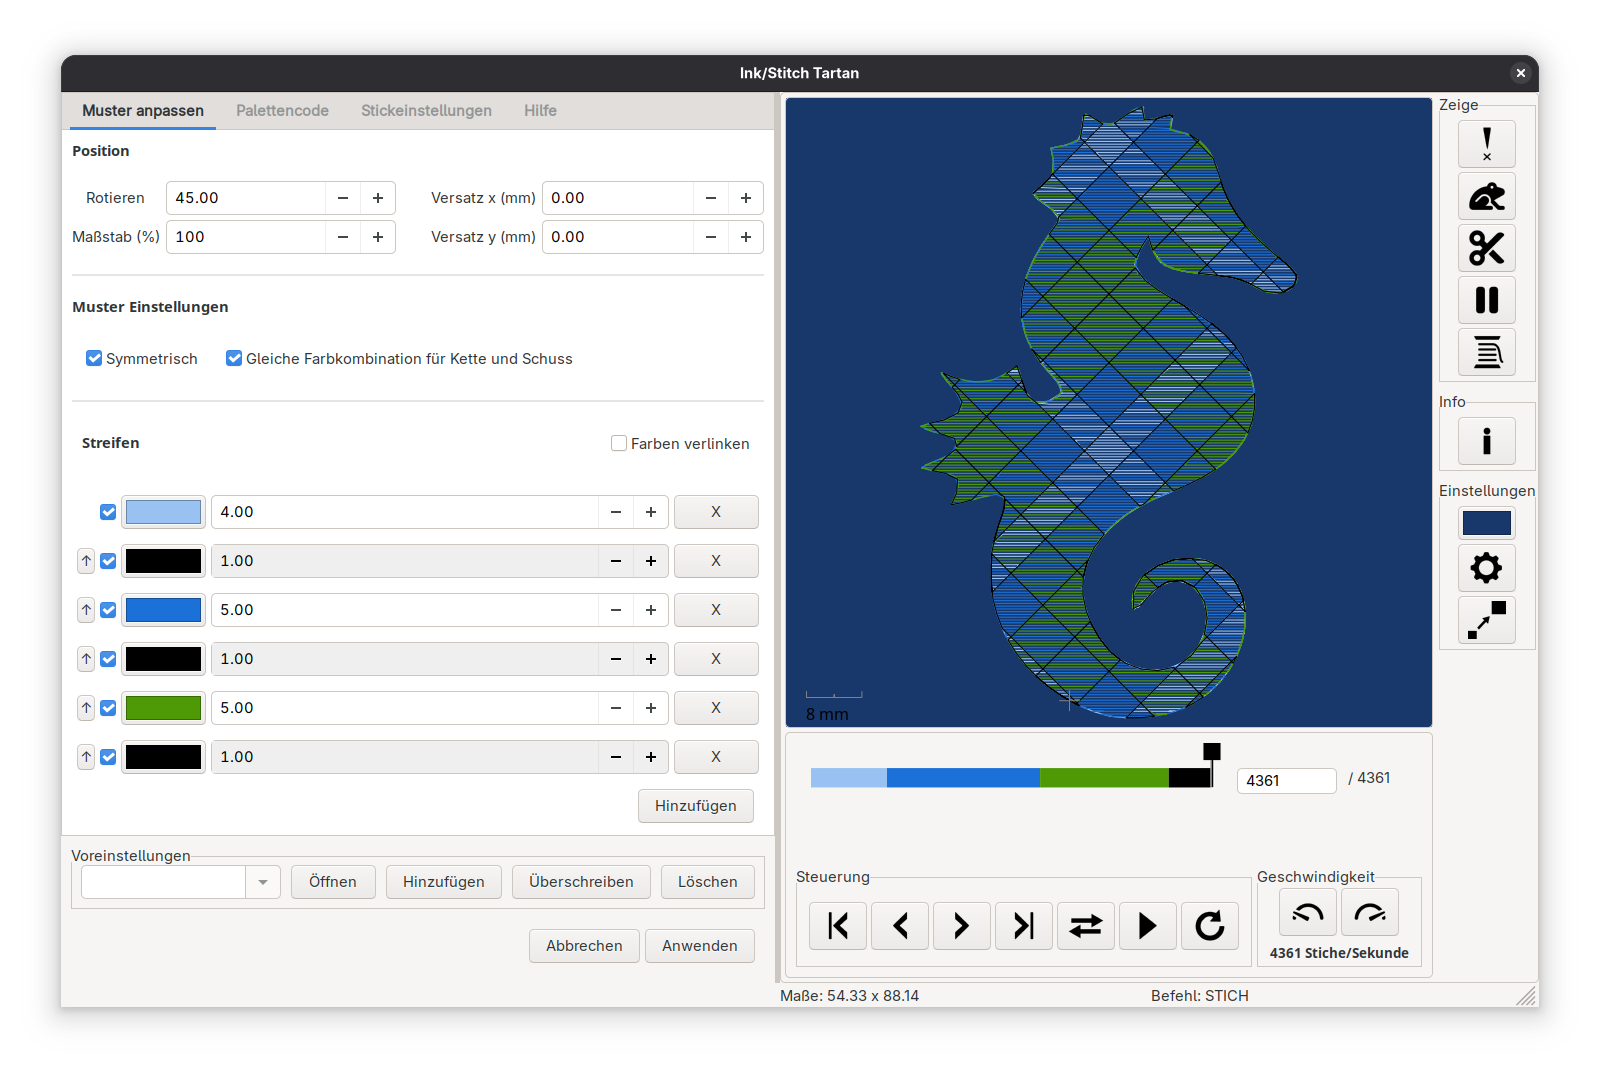 Ink/Stitch Tartan
Muster anpassen Palettencode Stickeinstellungen Hilfe
Position
Rotieren 45.00 Versatz x (mm) 0.00
Maßstab (%) 100 Versatz y (mm) 0.00
Muster Einstellungen
Symmetrisch Gleiche Farbkombination für Kette und Schuss
Streifen Farben verlinken
4.00 X
1.00 X
5.00 X
1.00 X
5.00 X
1.00 X
Hinzufügen
Voreinstellungen
Öffnen Hinzufügen Überschreiben Löschen
Abbrechen Anwenden
8 mm
4361 / 4361
Steuerung
Geschwindigkeit
4361 Stiche/Sekunde
Maße: 54.33 x 88.14 Befehl: STICH
Zeige
Info
Einstellungen